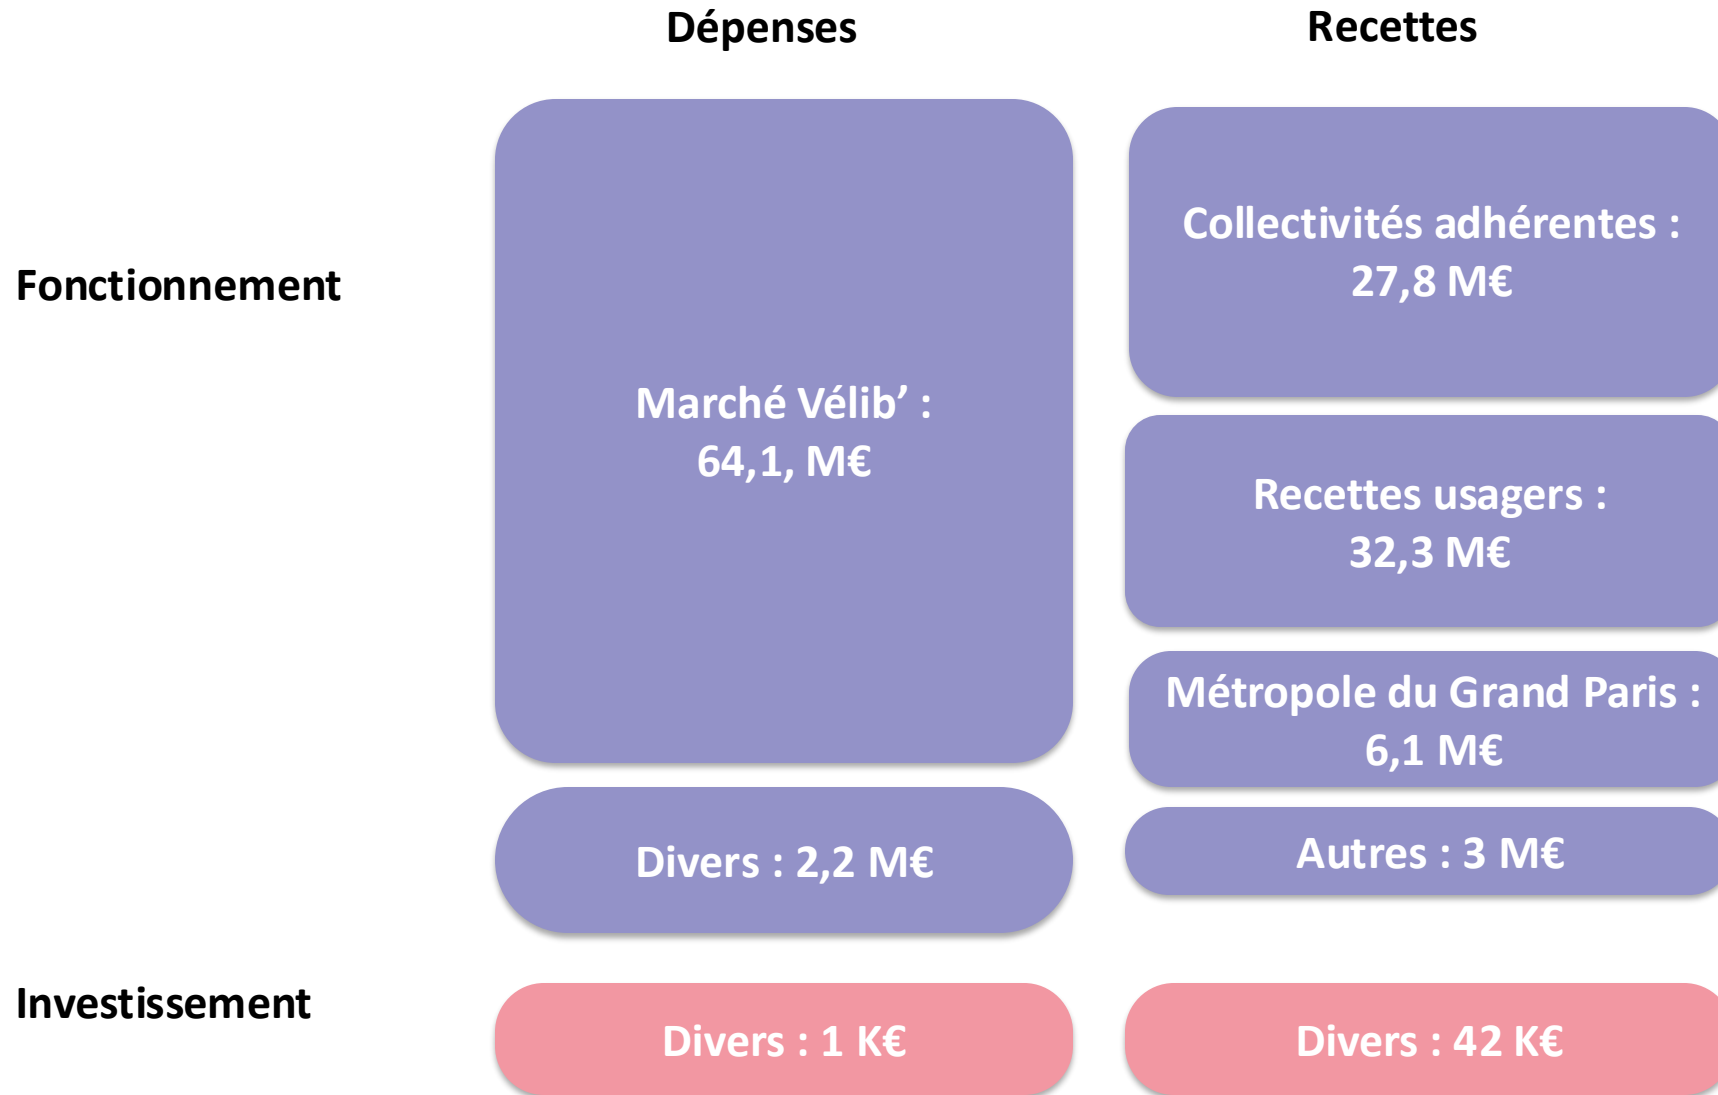 Dépenses
Recettes
Fonctionnement
Marché Vélib’ :
64,1, M€
Divers : 2,2 M€
Collectivités adhérentes :
27,8 M€
Recettes usagers :
32,3 M€
Métropole du Grand Paris :
6,1 M€
Autres : 3 M€
Investissement
Divers : 1 K€
Divers : 42 K€